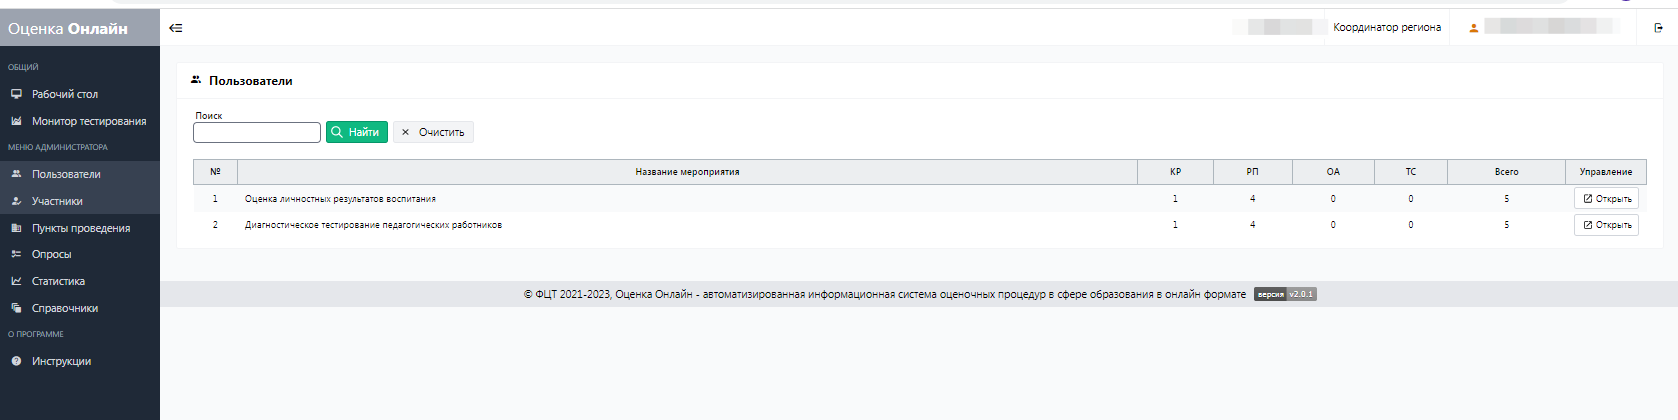 Оценка Онлайн
Координатор региона
ОБЩИЙ
Рабочий стол
Монитор тестирования
МЕНЮ АДМИНИСТРАТОРА
Пользователи
Участники
Пункты проведения
Опросы
Статистика
Справочники
О ПРОГРАММЕ
Инструкции
Пользователи
Поиск
Найти
Очистить
№ Название мероприятия КР РП ОА ТС Всего Управление
1 Оценка личностных результатов воспитания 1 4 0 0 5 Открыть
2 Диагностическое тестирование педагогических работников 1 4 0 0 5 Открыть
© ФЦТ 2021-2023, Оценка Онлайн - автоматизированная информационная система оценочных процедур в сфере образования в онлайн формате версия v2.0.1